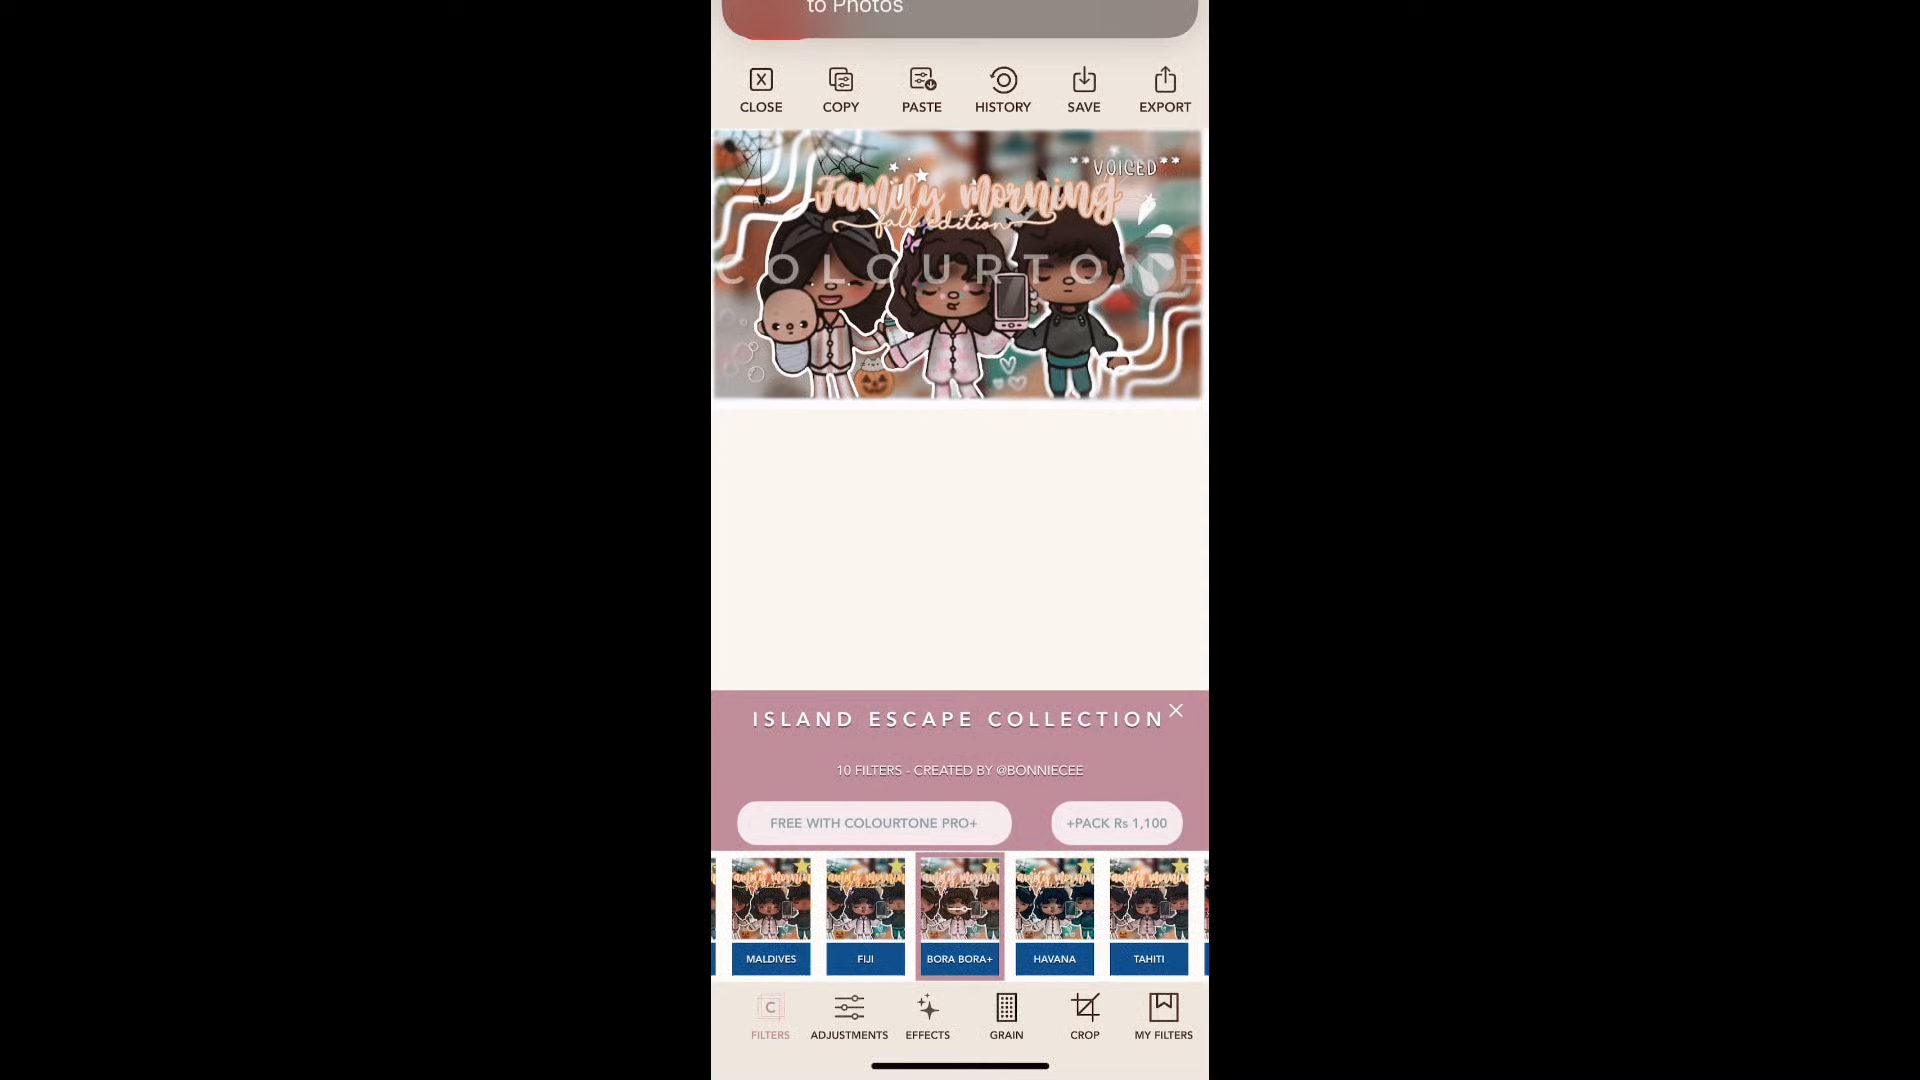 to Photos
CLOSE COPY PASTE HISTORY SAVE EXPORT
**VOICED**
Family Morning
fall edition
COLOURTONE
ISLAND ESCAPE COLLECTION
10 FILTERS - CREATED BY @BONNIECEE
FREE WITH COLOURTONE PRO+ +PACK Rs 1,100
MALDIVES FIJI BORA BORA+ HAVANA TAHITI
FILTERS ADJUSTMENTS EFFECTS GRAIN CROP MY FILTERS